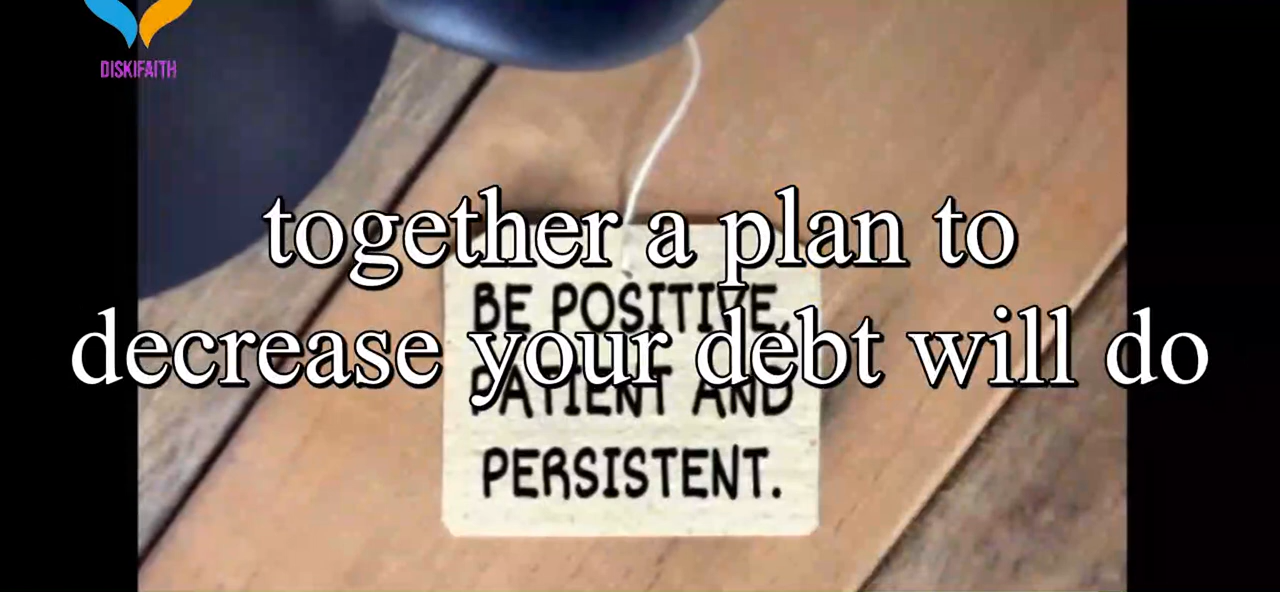 DISKIFAITH
together a plan to
BE POSITIVE,
decrease your debt will do
PATIENT AND
PERSISTENT.